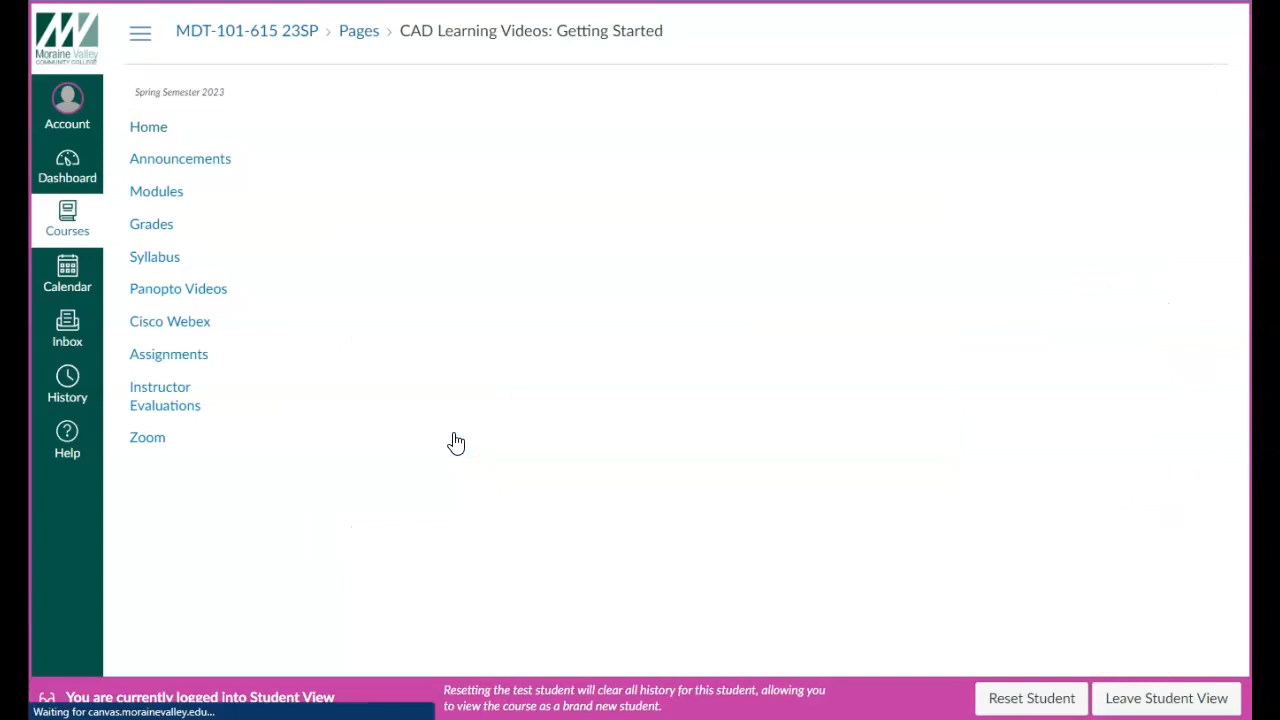 Moraine Valley
COMMUNITY COLLEGE
MDT-101-615 23SP › Pages › CAD Learning Videos: Getting Started
Account
Dashboard
Courses
Calendar
Inbox
History
Help
Spring Semester 2023
Home
Announcements
Modules
Grades
Syllabus
Panopto Videos
Cisco Webex
Assignments
Instructor
Evaluations
Zoom
You are currently logged into Student View
Waiting for canvas.morainevalley.edu...
Resetting the test student will clear all history for this student, allowing you
to view the course as a brand new student.
Reset Student
Leave Student View